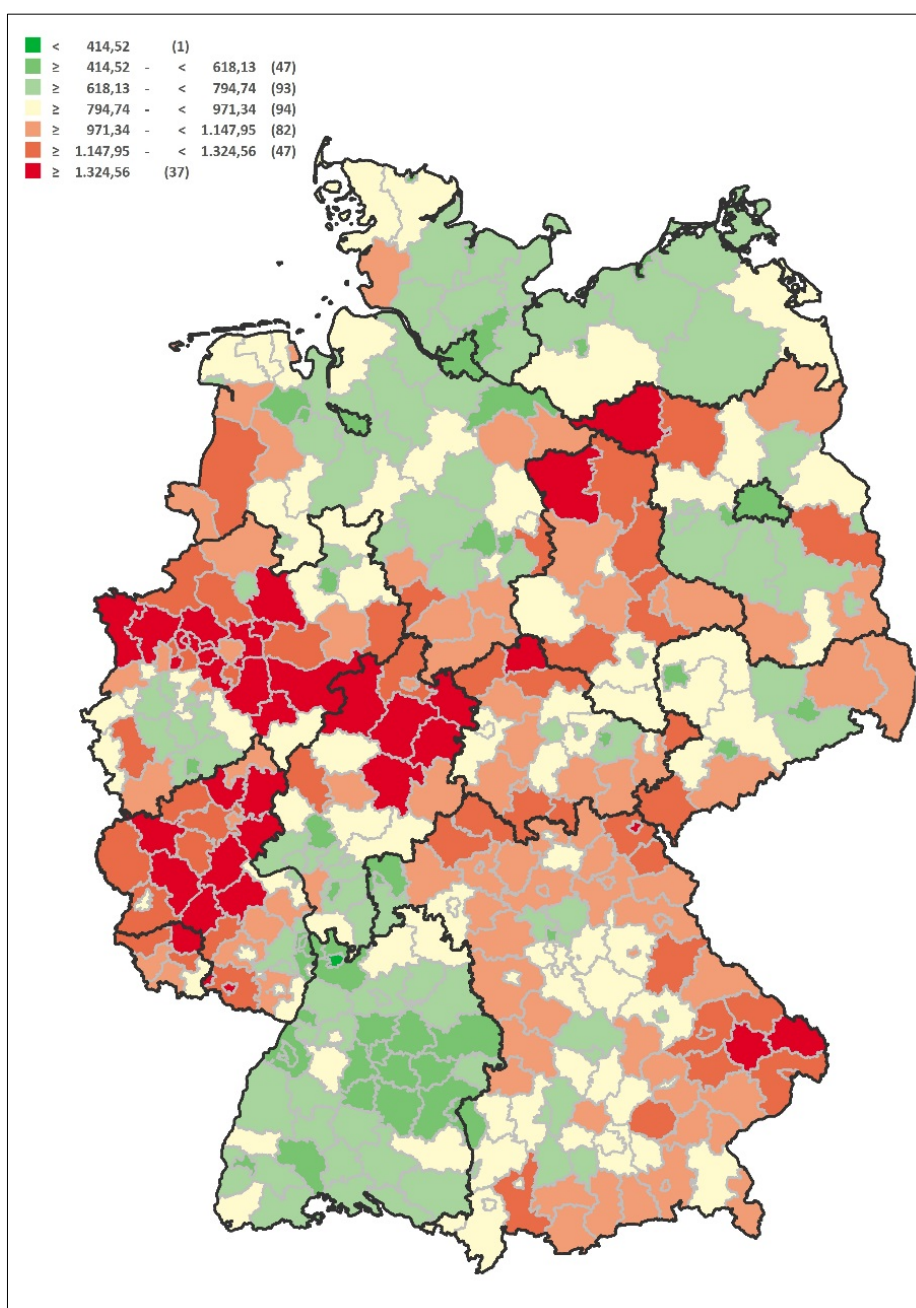 < 414,52 (1)
≥ 414,52 - < 618,13 (47)
≥ 618,13 - < 794,74 (93)
≥ 794,74 - < 971,34 (94)
≥ 971,34 - < 1.147,95 (82)
≥ 1.147,95 - < 1.324,56 (47)
≥ 1.324,56 (37)